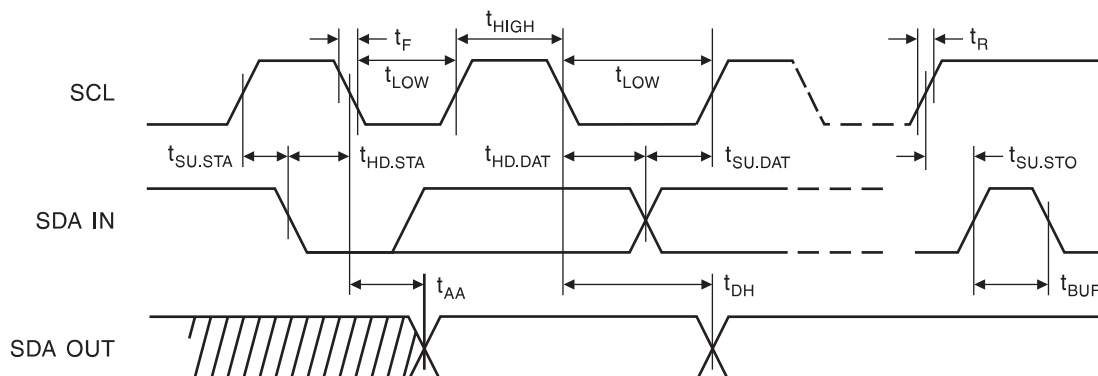 t_HIGH
t_F
t_R
t_LOW
t_LOW
SCL
t_SU.STA
t_HD.STA
t_HD.DAT
t_SU.DAT
t_SU.STO
SDA IN
t_AA
t_DH
t_BUF
SDA OUT